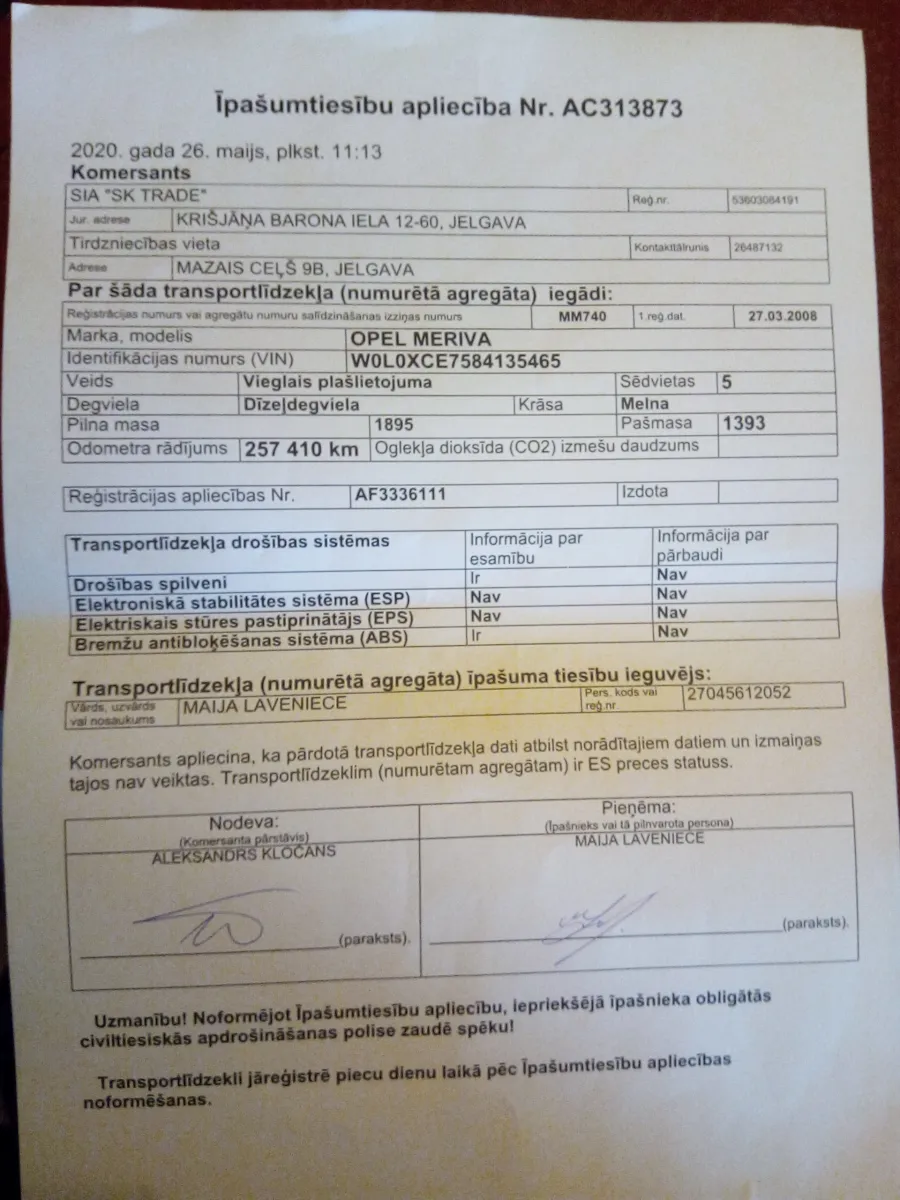 Īpašumtiesību apliecība Nr. AC313873
2020. gada 26. maijs, plkst. 11:13
Komersants
SIA "SK TRADE" Reģ.nr. 53603084191
Jur. adrese KRIŠJĀŅA BARONA IELA 12-60, JELGAVA
Tirdzniecības vieta Kontakttālrunis 26487132
Adrese MAZAIS CEĻŠ 9B, JELGAVA
Par šāda transportlīdzekļa (numurētā agregāta) iegādi:
Reģistrācijas numurs vai agregātu numuru salīdzināšanas izziņas numurs MM740 1.reģ.dat. 27.03.2008
Marka, modelis OPEL MERIVA
Identifikācijas numurs (VIN) W0L0XCE7584135465
Veids Vieglais plašlietojuma Sēdvietas 5
Degviela Dīzeļdegviela Krāsa Melna
Pilna masa 1895 Pašmasa 1393
Odometra rādījums 257 410 km Oglekļa dioksīda (CO2) izmešu daudzums
Reģistrācijas apliecības Nr. AF3336111 Izdota
Transportlīdzekļa drošības sistēmas Informācija par esamību Informācija par pārbaudi
Drošības spilveni Ir Nav
Elektroniskā stabilitātes sistēma (ESP) Nav Nav
Elektriskais stūres pastiprinātājs (EPS) Nav Nav
Bremžu antibloķēšanas sistēma (ABS) Ir Nav
Transportlīdzekļa (numurētā agregāta) īpašuma tiesību ieguvējs:
Vārds, uzvārds vai nosaukums MAIJA LAVENIECE Pers. kods vai reģ.nr 27045612052
Komersants apliecina, ka pārdotā transportlīdzekļa dati atbilst norādītajiem datiem un izmaiņas
tajos nav veiktas. Transportlīdzeklim (numurētam agregātam) ir ES preces statuss.
Nodeva:
(Komersanta pārstāvis)
ALEKSANDRS KLOČANS
(paraksts).
Pieņēma:
(Īpašnieks vai tā pilnvarota persona)
MAIJA LAVENIECE
(paraksts).
Uzmanību! Noformējot Īpašumtiesību apliecību, iepriekšējā īpašnieka obligātās
civiltiesiskās apdrošināšanas polise zaudē spēku!
Transportlīdzekli jāreģistrē piecu dienu laikā pēc Īpašumtiesību apliecības
noformēšanas.